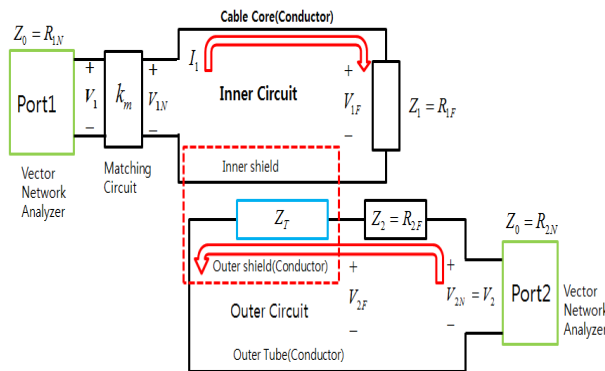 Cable Core(Conductor)
Z₀ = R₁N
I₁
+
+
+
Port1
V₁
kₘ
V₁N
Inner Circuit
V₁F
Z₁ = R₁F
−
−
−
Inner shield
Vector
Network
Analyzer
Matching
Circuit
Z_T
Z₂ = R₂F
Z₀ = R₂N
Outer shield(Conductor)
+
+
V₂F
V₂N = V₂
Port2
Vector
Network
Analyzer
Outer Circuit
−
−
Outer Tube(Conductor)